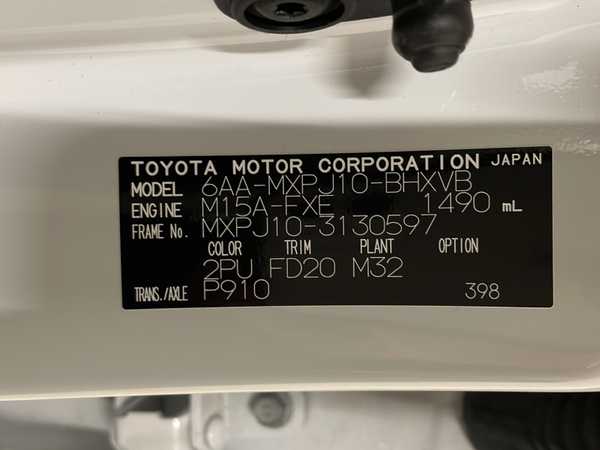 TOYOTA MOTOR CORPORATION JAPAN
MODEL 6AA-MXPJ10-BHXVB
ENGINE M15A-FXE 1490 mL
FRAME No. MXPJ10-3130597
COLOR TRIM PLANT OPTION
2PU FD20 M32
TRANS./AXLE P910 398